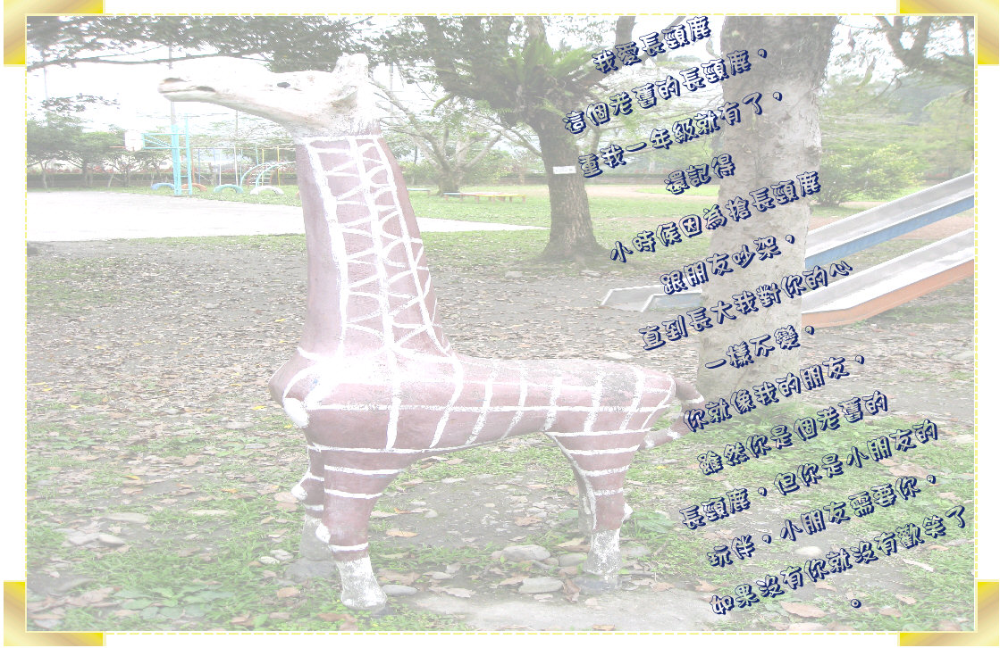 我愛長頸鹿
這個老舊的長頸鹿，
重我一年級就有了，
還記得
小時候因為搶長頸鹿
跟朋友吵架，
直到長大我對你的心
一樣不變，
你就像我的朋友，
雖然你是個老舊的
長頸鹿，但你是小朋友的
玩伴，小朋友需要你，
如果沒有你就沒有歡笑了
。